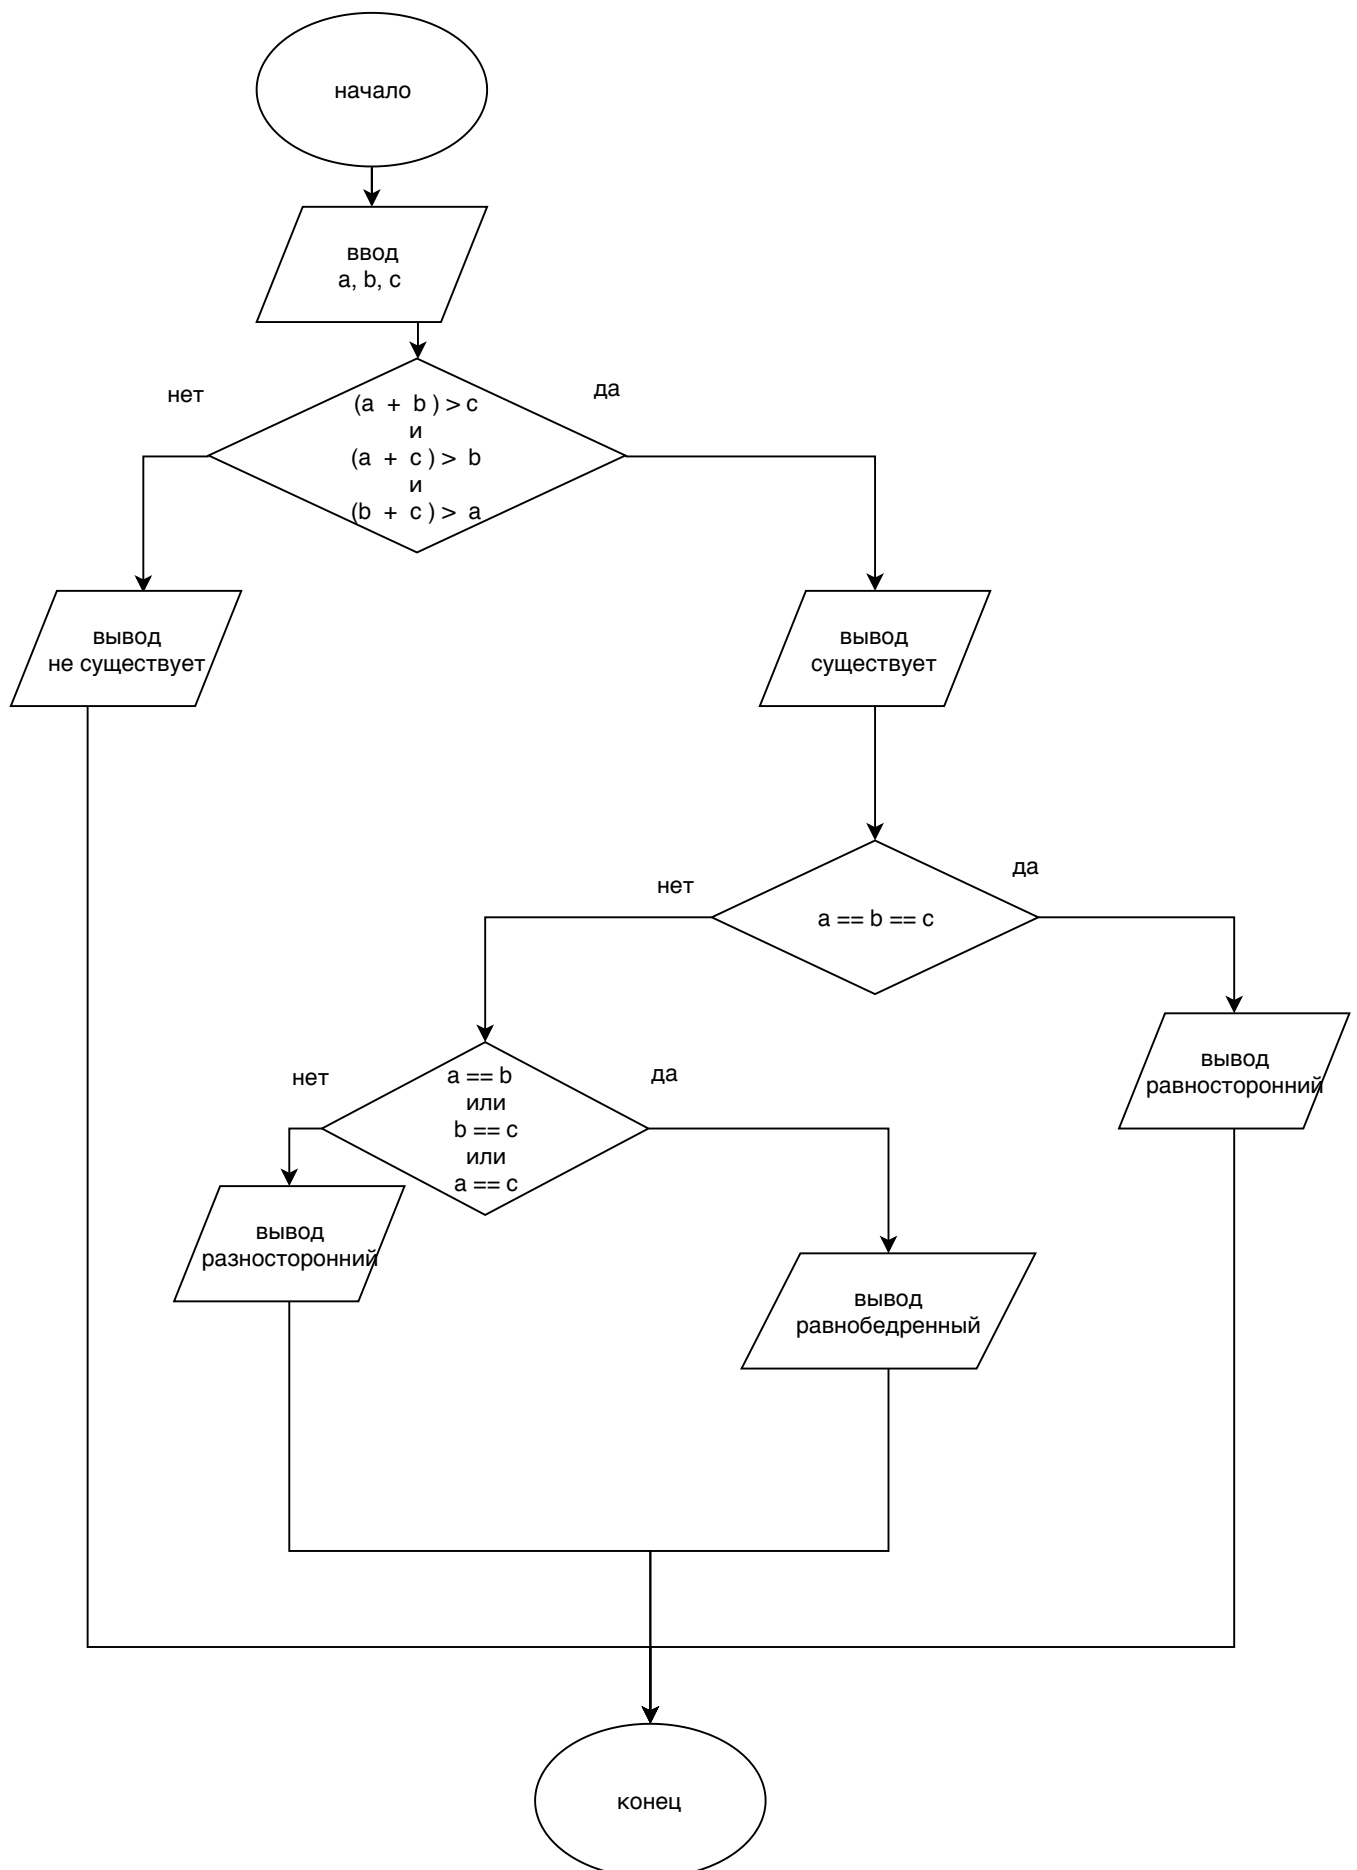 начало
ввод
a, b, c
нет
да
(a + b ) > c
и
(a + c ) > b
и
(b + c ) > a
вывод
не существует
вывод
существует
нет
да
a == b == c
вывод
равносторонний
нет
да
a == b
или
b == c
или
a == c
вывод
разносторонний
вывод
равнобедренный
конец